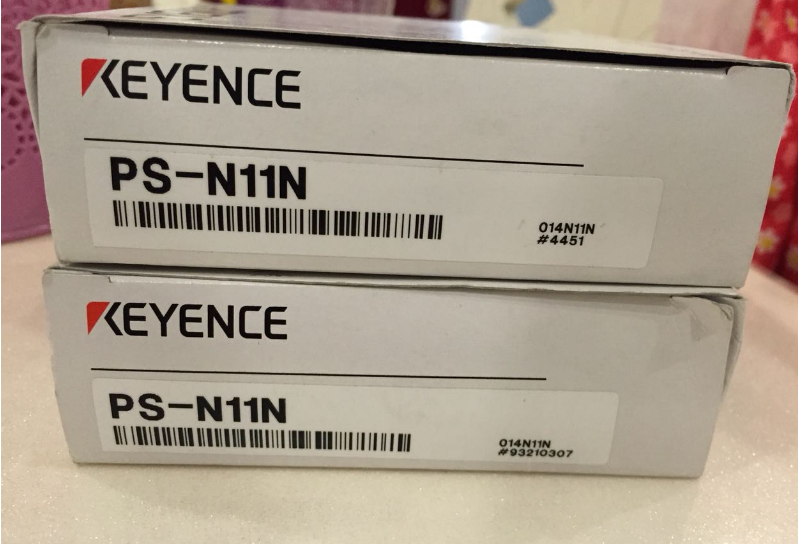 KEYENCE
PS-N11N
014N11N
#4451
KEYENCE
PS-N11N
014N11N
#93210307